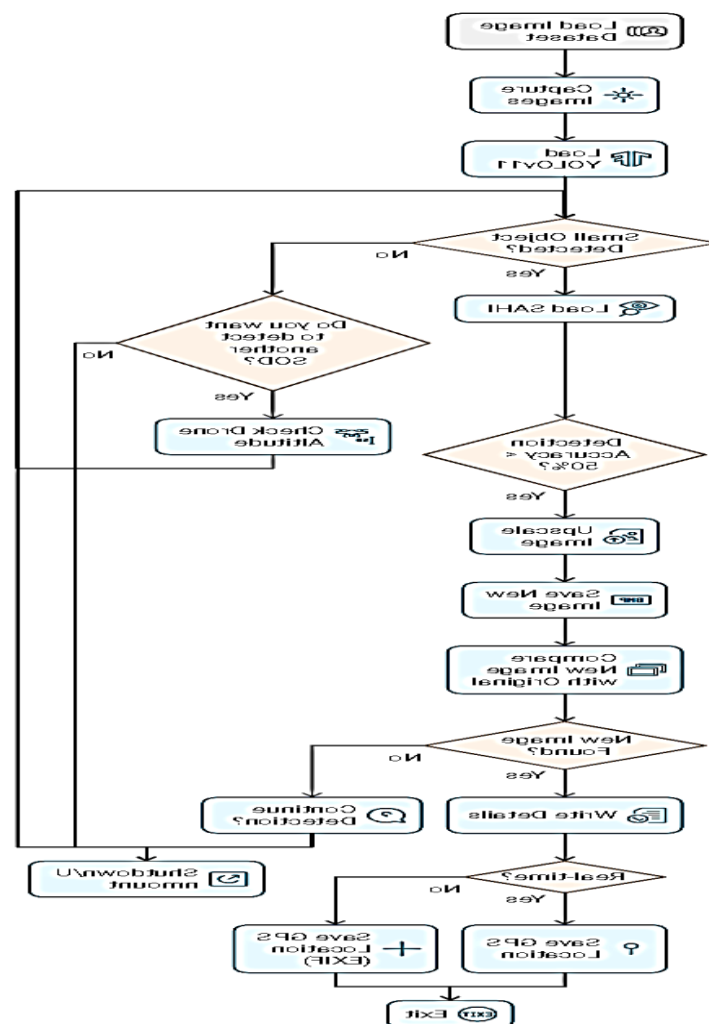 Load Image
Dataset
Capture
Images
Load
YOLOv11
Small Object
Detected?
No
Yes
Load SAHI
Do you want
to detect
another
SOD?
No
Yes
Check Drone
Altitude
Detection
Accuracy <
50%?
Yes
Upscale
Image
BMP
Save New
Image
Compare
New Image
with Original
New Image
Found?
No
Yes
Continue
Detection?
Write Details
Shutdown/U
nmount
Real-time?
No
Yes
Save GPS
Location
(EXIF)
Save GPS
Location
EXIT
Exit